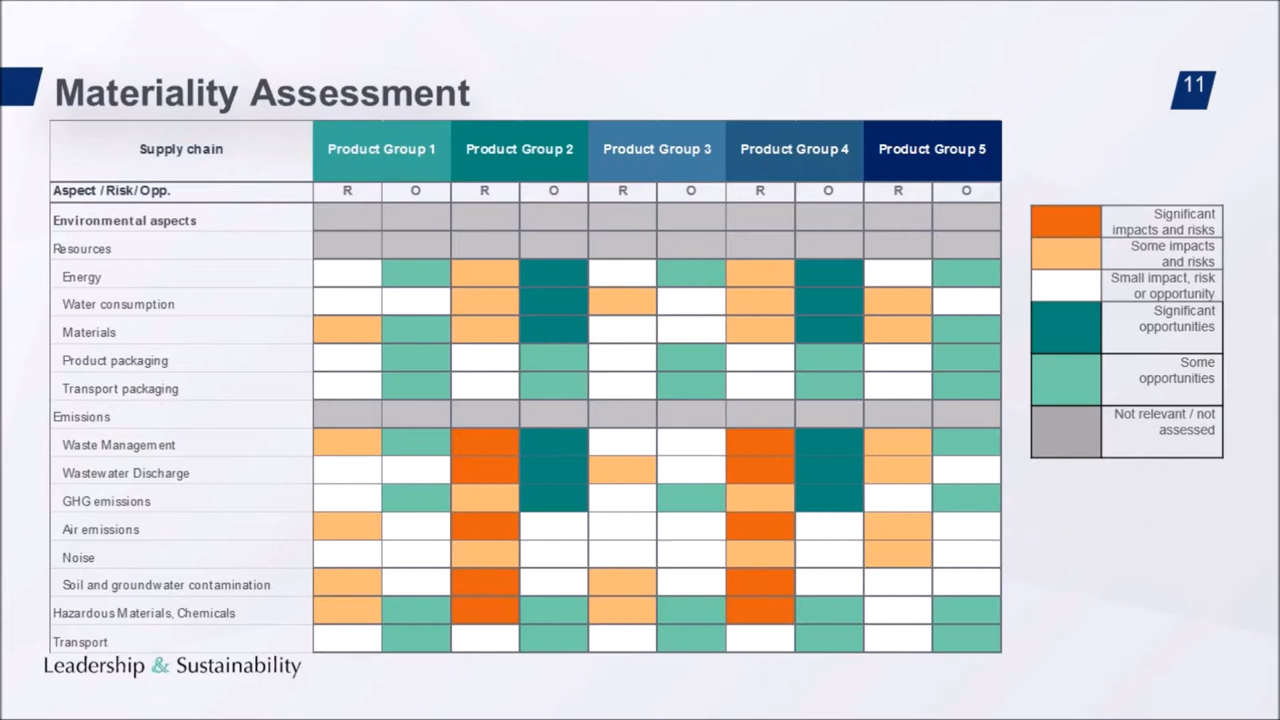 11
Materiality Assessment
Supply chain Product Group 1 Product Group 2 Product Group 3 Product Group 4 Product Group 5
Aspect / Risk / Opp. R O R O R O R O R O
Environmental aspects
Resources
Energy
Water consumption
Materials
Product packaging
Transport packaging
Emissions
Waste Management
Wastewater Discharge
GHG emissions
Air emissions
Noise
Soil and groundwater contamination
Hazardous Materials, Chemicals
Transport
Significant
impacts and risks
Some impacts
and risks
Small impact, risk
or opportunity
Significant
opportunities
Some
opportunities
Not relevant / not
assessed
Leadership & Sustainability